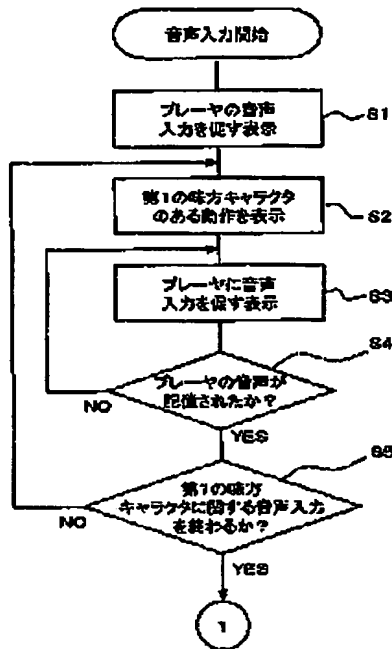 音声入力開始
プレーヤの音声
入力を促す表示
S1
第1の味方キャラクタ
のある動作を表示
S2
プレーヤに音声
入力を促す表示
S3
S4
プレーヤの音声が
記憶されたか?
NO
YES
S5
第1の味方
キャラクタに関する音声入力
を終わるか?
NO
YES
1